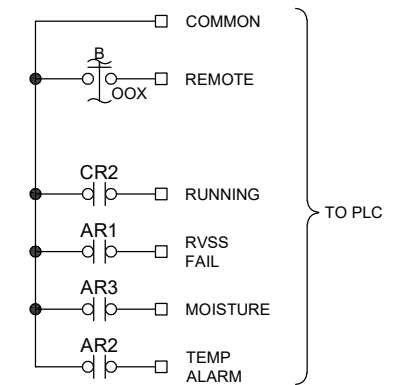 COMMON
B
REMOTE
OOX
CR2
RUNNING
TO PLC
AR1
RVSS
FAIL
AR3
MOISTURE
AR2
TEMP
ALARM